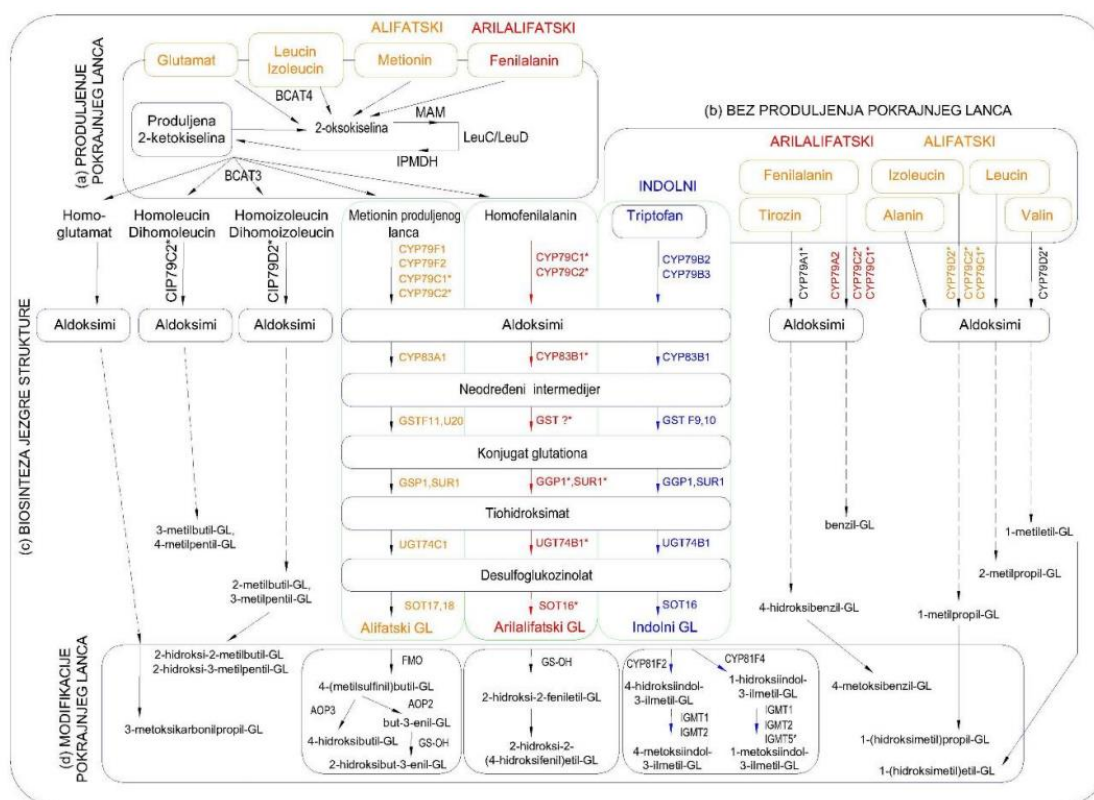 (a) PRODULJENJE
POKRAJNJEG LANCA
ALIFATSKI
ARILALIFATSKI
Glutamat
Leucin
Izoleucin
Metionin
Fenilalanin
BCAT4
MAM
Produljena
2-ketokiselina
2-oksokiselina
LeuC/LeuD
IPMDH
BCAT3
(b) BEZ PRODULJENJA POKRAJNJEG LANCA
ARILALIFATSKI
ALIFATSKI
INDOLNI
Fenilalanin
Izoleucin
Leucin
Triptofan
Tirozin
Alanin
Valin
(c) BIOSINTEZA JEZGRE STRUKTURE
Homo-
glutamat
Homoleucin
Dihomoleucin
Homoizoleucin
Dihomoizoleucin
Metionin produljenog
lanca
Homofenilalanin
CIP79C2*
CYP79D2*
CYP79F1
CYP79F2
CYP79C1*
CYP79C2*
CYP79C1*
CYP79C2*
CYP79B2
CYP79B3
CYP79A1*
CYP79A2
CYP79C2*
CYP79C1*
CYP79D2*
CYP79C2*
CYP79C1*
CYP79D2*
Aldoksimi
Aldoksimi
Aldoksimi
Aldoksimi
Aldoksimi
Aldoksimi
CYP83A1
CYP83B1*
CYP83B1
Neodređeni intermedijer
GSTF11,U20
GST ?*
GST F9,10
Konjugat glutationa
GSP1,SUR1
GGP1*,SUR1*
GGP1,SUR1
Tiohidroksimat
UGT74C1
UGT74B1*
UGT74B1
Desulfoglukozinolat
SOT17,18
SOT16*
SOT16
Alifatski GL
Arilalifatski GL
Indolni GL
3-metilbutil-GL,
4-metilpentil-GL
2-metilbutil-GL,
3-metilpentil-GL
benzil-GL
1-metiletil-GL
2-metilpropil-GL
4-hidroksibenzil-GL
1-metilpropil-GL
(d) MODIFIKACIJE
POKRAJNJEG LANCA
2-hidroksi-2-metilbutil-GL
2-hidroksi-3-metilpentil-GL
3-metoksikarbonilpropil-GL
FMO
4-(metilsulfinil)butil-GL
AOP3
AOP2
but-3-enil-GL
4-hidroksibutil-GL
GS-OH
2-hidroksibut-3-enil-GL
GS-OH
2-hidroksi-2-feniletil-GL
2-hidroksi-2-
(4-hidroksifenil)etil-GL
CYP81F2
CYP81F4
4-hidroksiindol-
3-ilmetil-GL
1-hidroksiindol-
3-ilmetil-GL
IGMT1
IGMT2
IGMT1
IGMT2
IGMT5*
4-metoksiindol-
3-ilmetil-GL
1-metoksiindol-
3-ilmetil-GL
4-metoksibenzil-GL
1-(hidroksimetil)propil-GL
1-(hidroksimetil)etil-GL